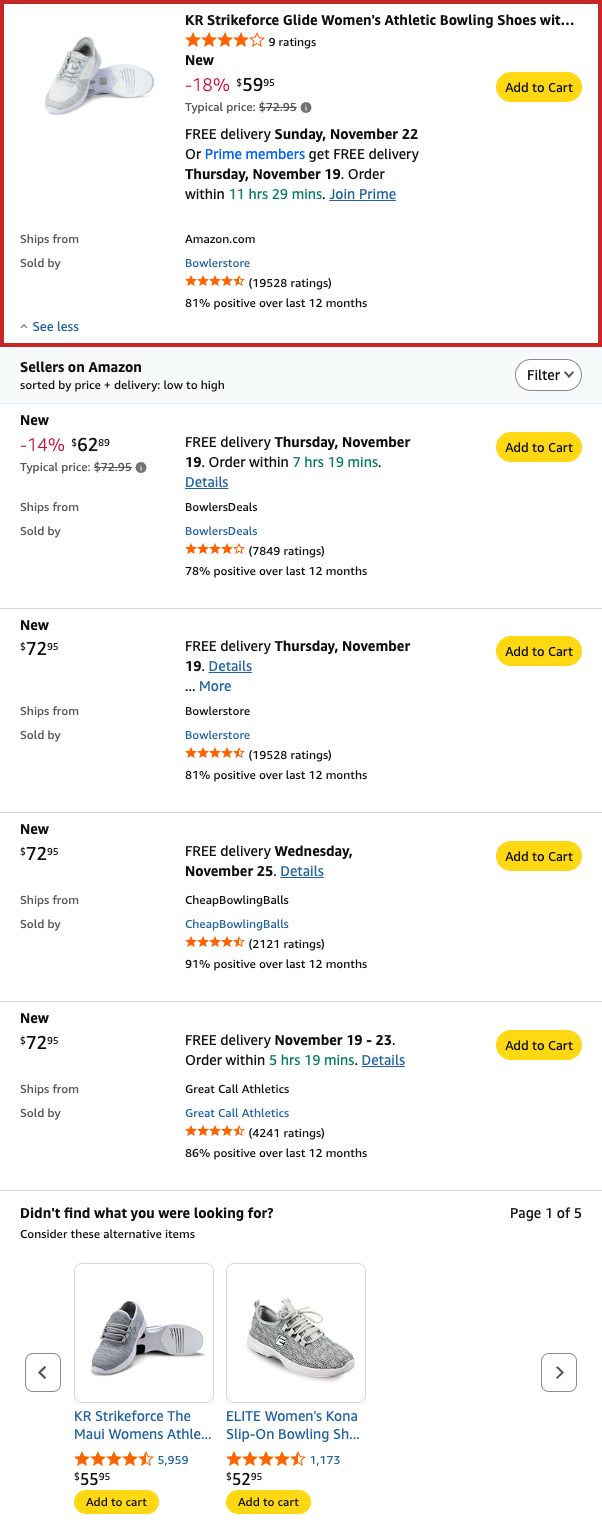 KR Strikeforce Glide Women's Athletic Bowling Shoes wit...
9 ratings
New
-18% $59.95
Typical price: $72.95
Add to Cart
FREE delivery Sunday, November 22
Or Prime members get FREE delivery
Thursday, November 19. Order
within 11 hrs 29 mins. Join Prime
Ships from Amazon.com
Sold by Bowlerstore
(19528 ratings)
81% positive over last 12 months
See less
Sellers on Amazon
sorted by price + delivery: low to high
Filter
New
-14% $62.89
Typical price: $72.95
FREE delivery Thursday, November
19. Order within 7 hrs 19 mins.
Details
Add to Cart
Ships from BowlersDeals
Sold by BowlersDeals
(7849 ratings)
78% positive over last 12 months
New
$72.95
FREE delivery Thursday, November
19. Details
... More
Add to Cart
Ships from Bowlerstore
Sold by Bowlerstore
(19528 ratings)
81% positive over last 12 months
New
$72.95
FREE delivery Wednesday,
November 25. Details
Add to Cart
Ships from CheapBowlingBalls
Sold by CheapBowlingBalls
(2121 ratings)
91% positive over last 12 months
New
$72.95
FREE delivery November 19 - 23.
Order within 5 hrs 19 mins. Details
Add to Cart
Ships from Great Call Athletics
Sold by Great Call Athletics
(4241 ratings)
86% positive over last 12 months
Didn't find what you were looking for?
Page 1 of 5
Consider these alternative items
KR Strikeforce The
Maui Womens Athle...
5,959
$55.95
Add to cart
ELITE Women's Kona
Slip-On Bowling Sh...
1,173
$52.95
Add to cart